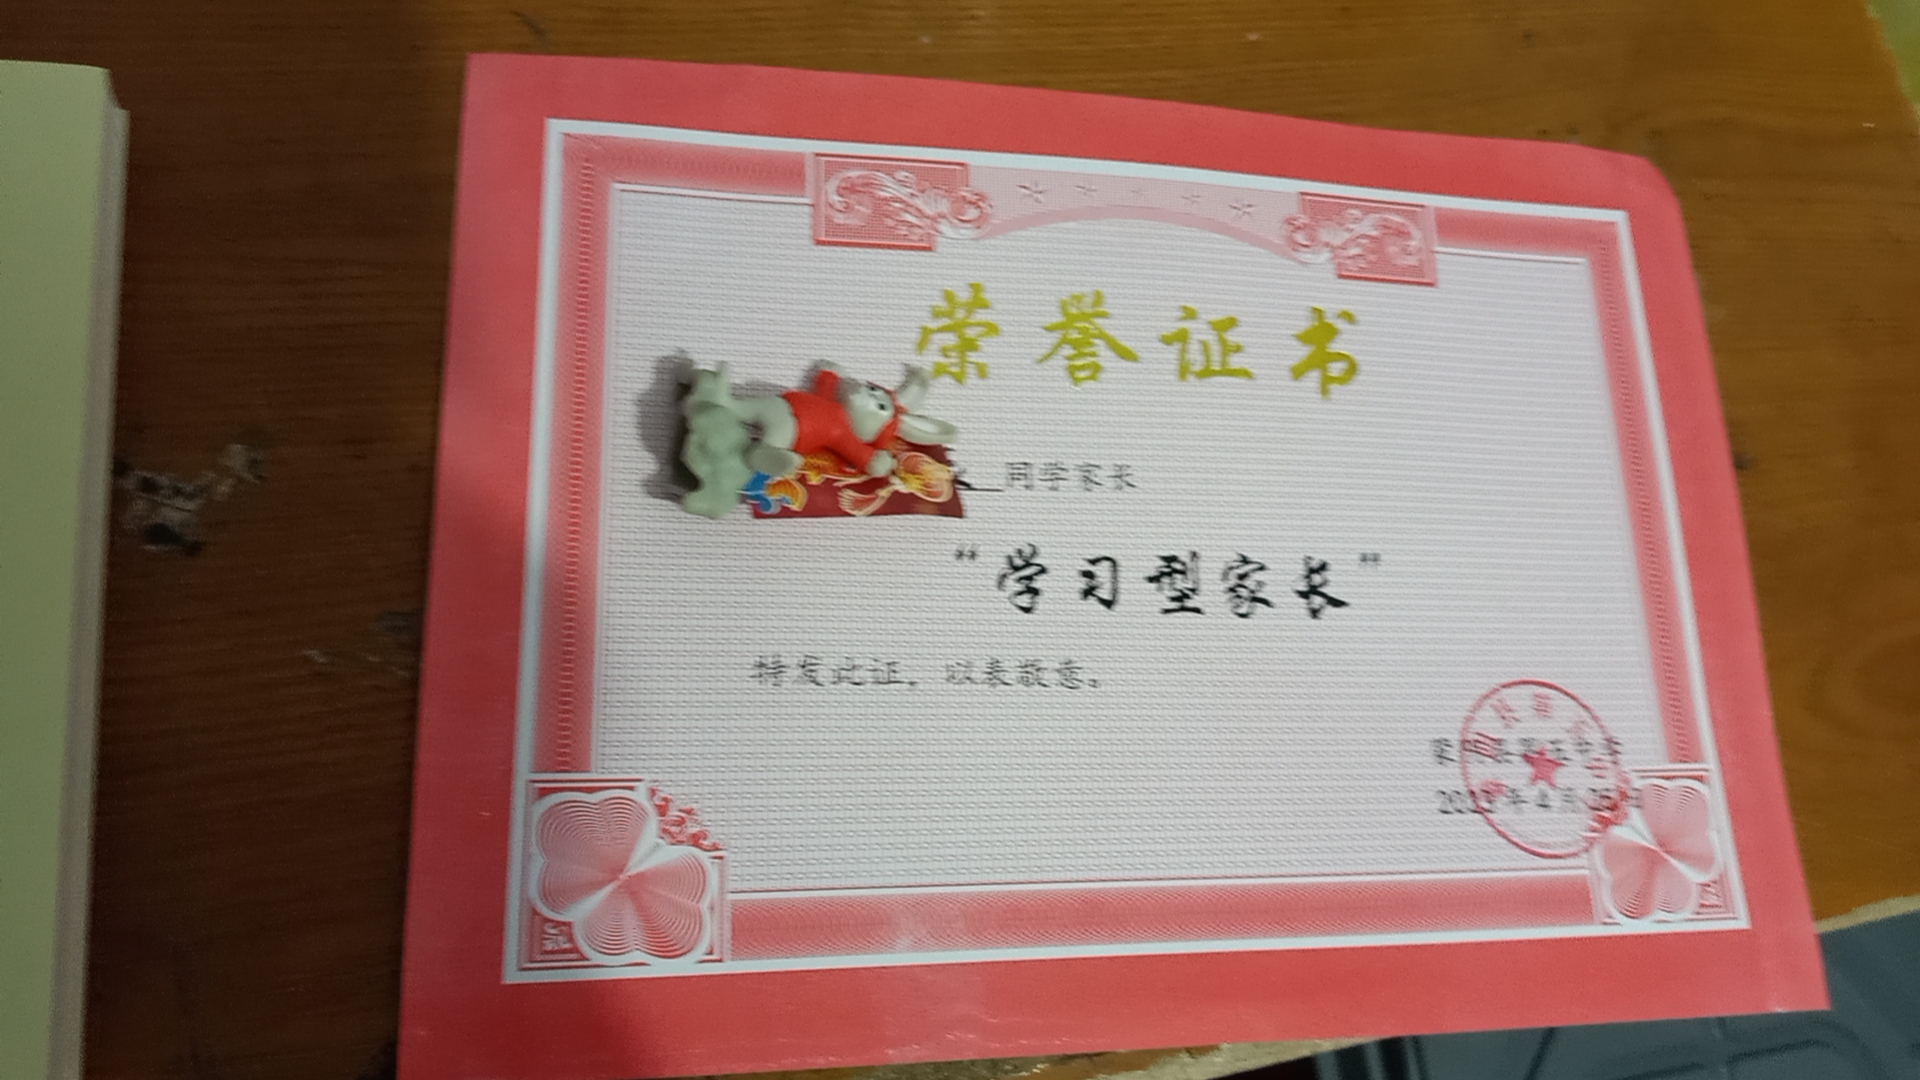 荣誉证书
同学家长
“学习型家长”
特发此证，以表敬意。